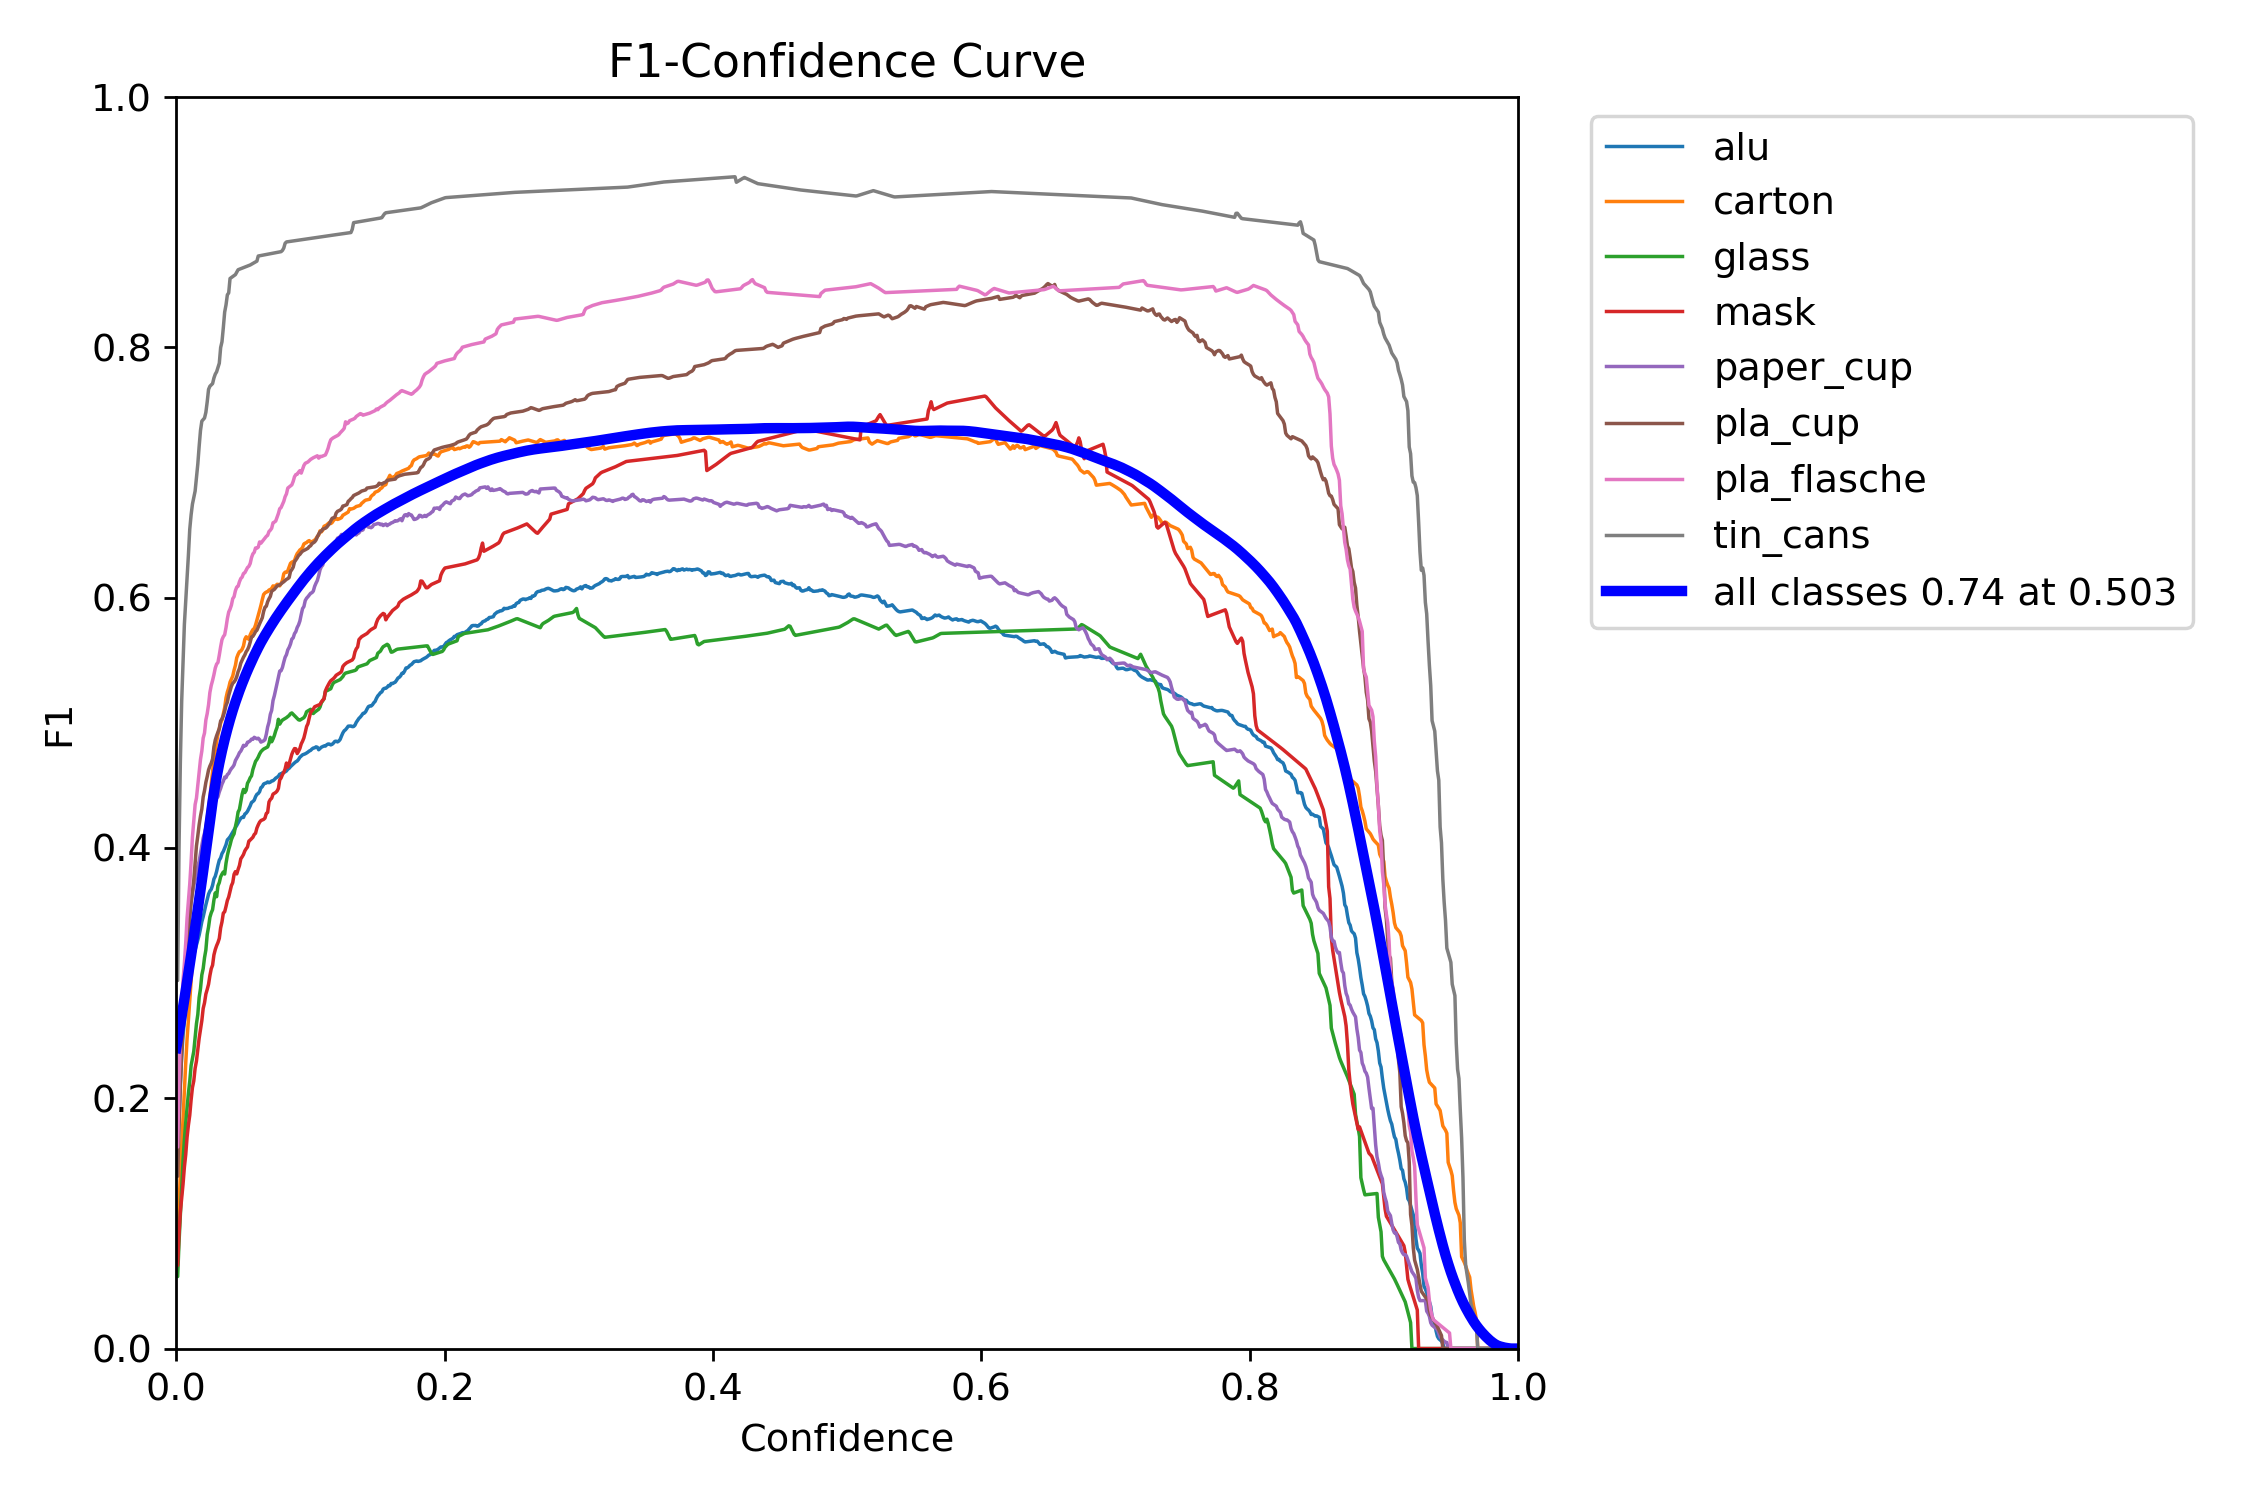 F1-Confidence Curve
1.0
0.8
0.6
0.4
0.2
0.0
F1
0.0 0.2 0.4 0.6 0.8 1.0
Confidence
alu
carton
glass
mask
paper_cup
pla_cup
pla_flasche
tin_cans
all classes 0.74 at 0.503